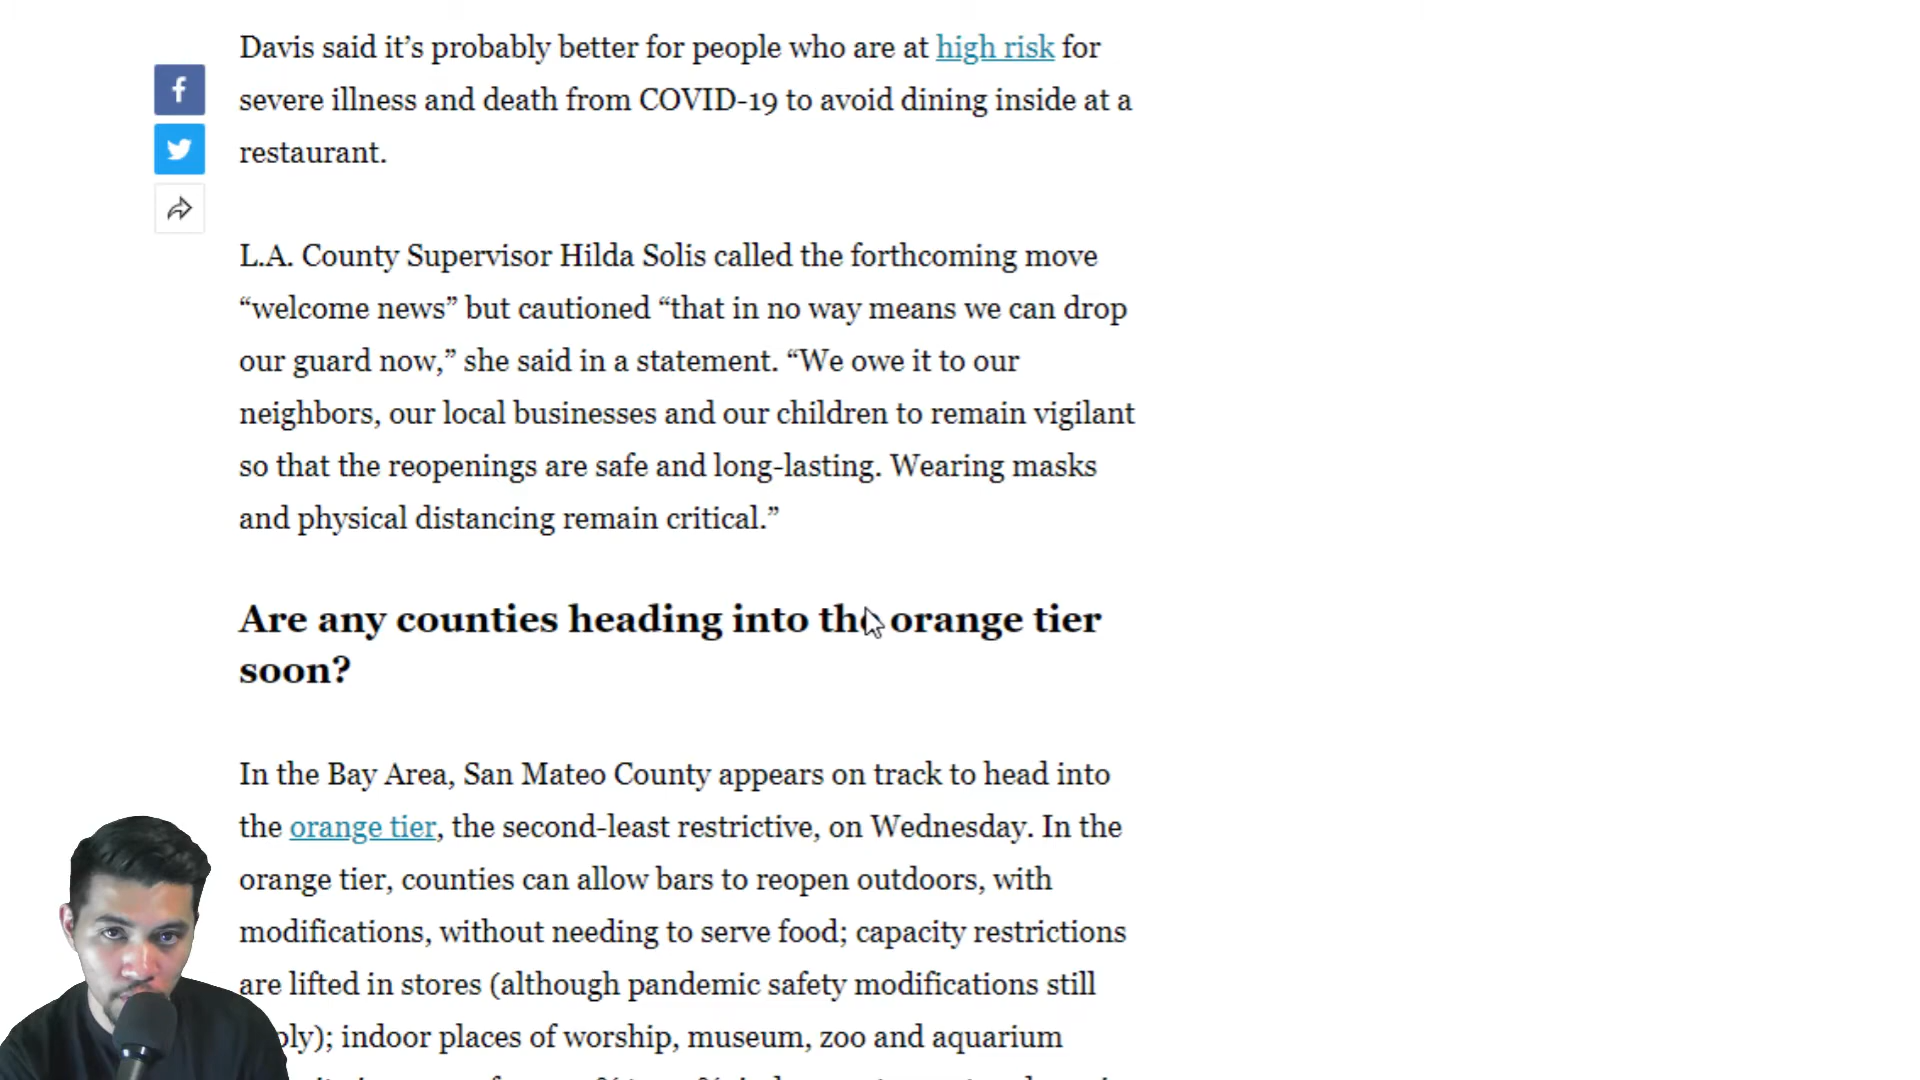 Davis said it’s probably better for people who are at high risk for
severe illness and death from COVID-19 to avoid dining inside at a
restaurant.
L.A. County Supervisor Hilda Solis called the forthcoming move
“welcome news” but cautioned “that in no way means we can drop
our guard now,” she said in a statement. “We owe it to our
neighbors, our local businesses and our children to remain vigilant
so that the reopenings are safe and long-lasting. Wearing masks
and physical distancing remain critical.”
Are any counties heading into the orange tier
soon?
In the Bay Area, San Mateo County appears on track to head into
the orange tier, the second-least restrictive, on Wednesday. In the
orange tier, counties can allow bars to reopen outdoors, with
modifications, without needing to serve food; capacity restrictions
are lifted in stores (although pandemic safety modifications still
indoor places of worship, museum, zoo and aquarium